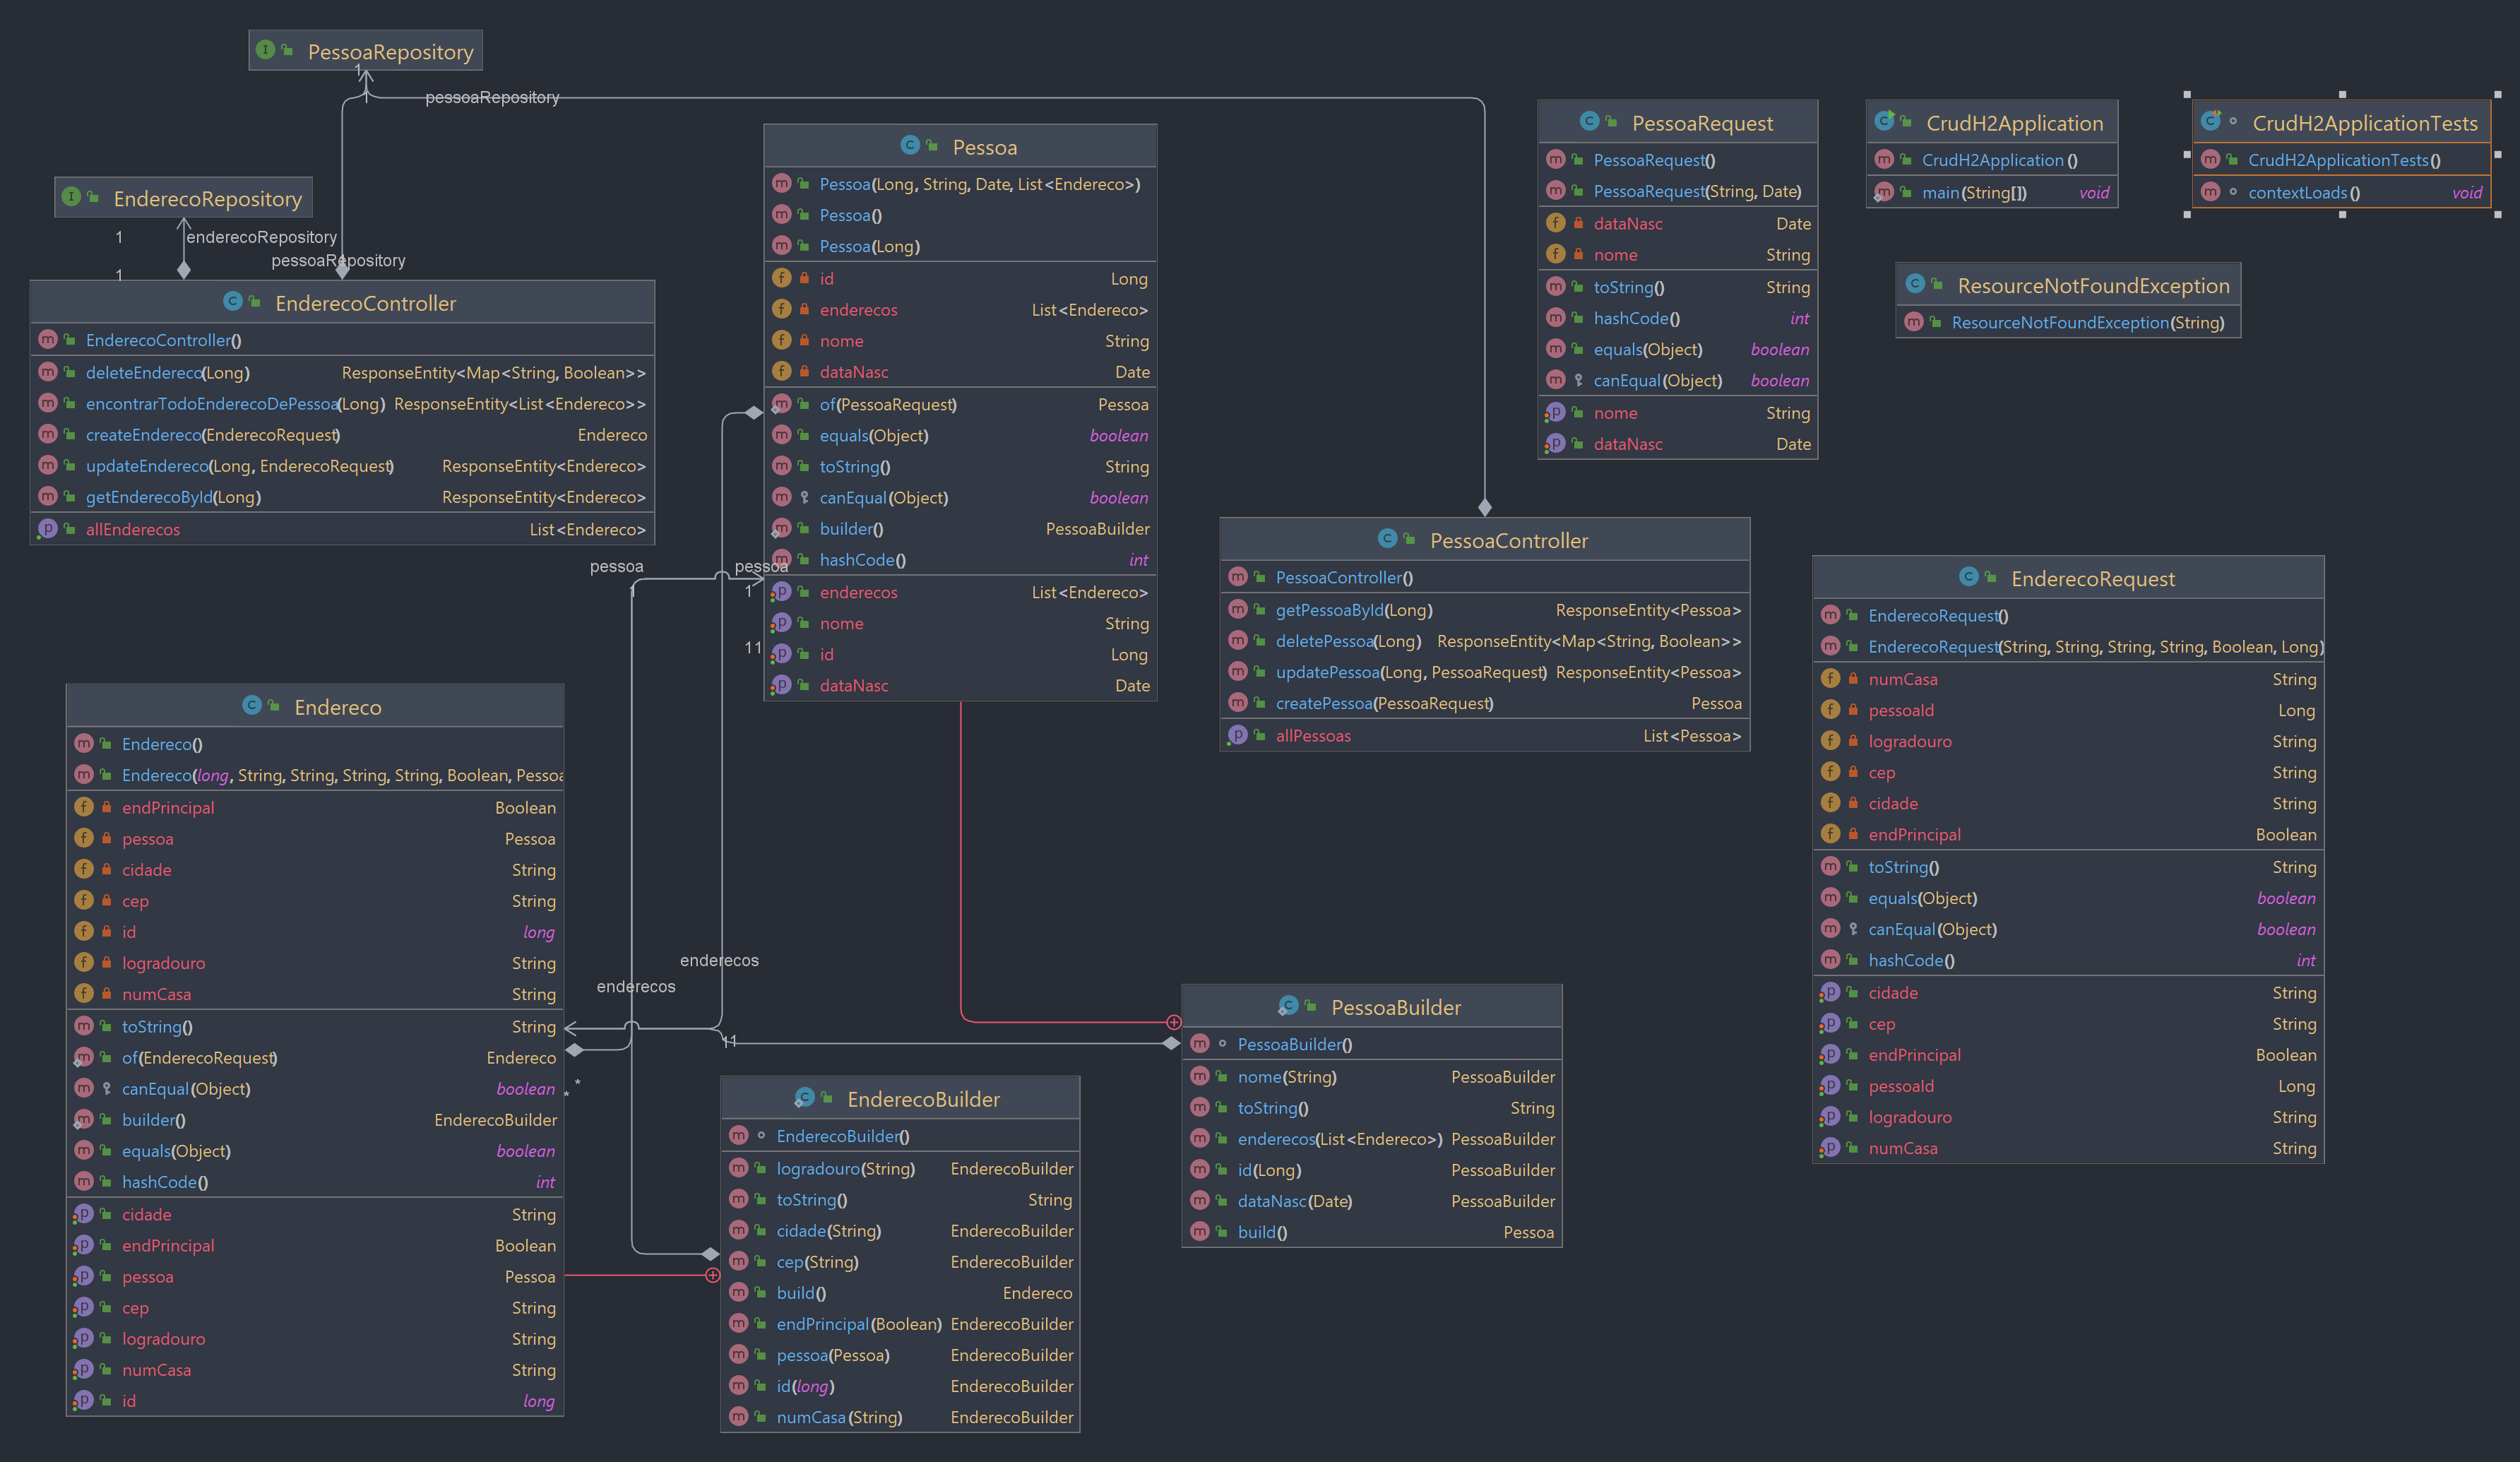 PessoaRepository
1
1
pessoaRepository
EnderecoRepository
1
enderecoRepository
pessoaRepository
1
EnderecoController
EnderecoController()
deleteEndereco(Long) ResponseEntity<Map<String, Boolean>>
encontrarTodoEnderecoDePessoa(Long) ResponseEntity<List<Endereco>>
createEndereco(EnderecoRequest) Endereco
updateEndereco(Long, EnderecoRequest) ResponseEntity<Endereco>
getEnderecoById(Long) ResponseEntity<Endereco>
allEnderecos List<Endereco>
Pessoa
Pessoa(Long, String, Date, List<Endereco>)
Pessoa()
Pessoa(Long)
id Long
enderecos List<Endereco>
nome String
dataNasc Date
of(PessoaRequest) Pessoa
equals(Object) boolean
toString() String
canEqual(Object) boolean
builder() PessoaBuilder
hashCode() int
enderecos List<Endereco>
nome String
id Long
dataNasc Date
pessoa
pessoa
1
1
11
PessoaRequest
PessoaRequest()
PessoaRequest(String, Date)
dataNasc Date
nome String
toString() String
hashCode() int
equals(Object) boolean
canEqual(Object) boolean
nome String
dataNasc Date
CrudH2Application
CrudH2Application()
main(String[]) void
CrudH2ApplicationTests
CrudH2ApplicationTests()
contextLoads() void
ResourceNotFoundException
ResourceNotFoundException(String)
PessoaController
PessoaController()
getPessoaById(Long) ResponseEntity<Pessoa>
deletePessoa(Long) ResponseEntity<Map<String, Boolean>>
updatePessoa(Long, PessoaRequest) ResponseEntity<Pessoa>
createPessoa(PessoaRequest) Pessoa
allPessoas List<Pessoa>
EnderecoRequest
EnderecoRequest()
EnderecoRequest(String, String, String, String, Boolean, Long)
numCasa String
pessoaId Long
logradouro String
cep String
cidade String
endPrincipal Boolean
toString() String
equals(Object) boolean
canEqual(Object) boolean
hashCode() int
cidade String
cep String
endPrincipal Boolean
pessoaId Long
logradouro String
numCasa String
Endereco
Endereco()
Endereco(long, String, String, String, String, Boolean, Pessoa
endPrincipal Boolean
pessoa Pessoa
cidade String
cep String
id long
logradouro String
numCasa String
toString() String
of(EnderecoRequest) Endereco
canEqual(Object) boolean
builder() EnderecoBuilder
equals(Object) boolean
hashCode() int
cidade String
endPrincipal Boolean
pessoa Pessoa
cep String
logradouro String
numCasa String
id long
enderecos
enderecos
11
*
*
EnderecoBuilder
EnderecoBuilder()
logradouro(String) EnderecoBuilder
toString() String
cidade(String) EnderecoBuilder
cep(String) EnderecoBuilder
build() Endereco
endPrincipal(Boolean) EnderecoBuilder
pessoa(Pessoa) EnderecoBuilder
id(long) EnderecoBuilder
numCasa(String) EnderecoBuilder
PessoaBuilder
PessoaBuilder()
nome(String) PessoaBuilder
toString() String
enderecos(List<Endereco>) PessoaBuilder
id(Long) PessoaBuilder
dataNasc(Date) PessoaBuilder
build() Pessoa